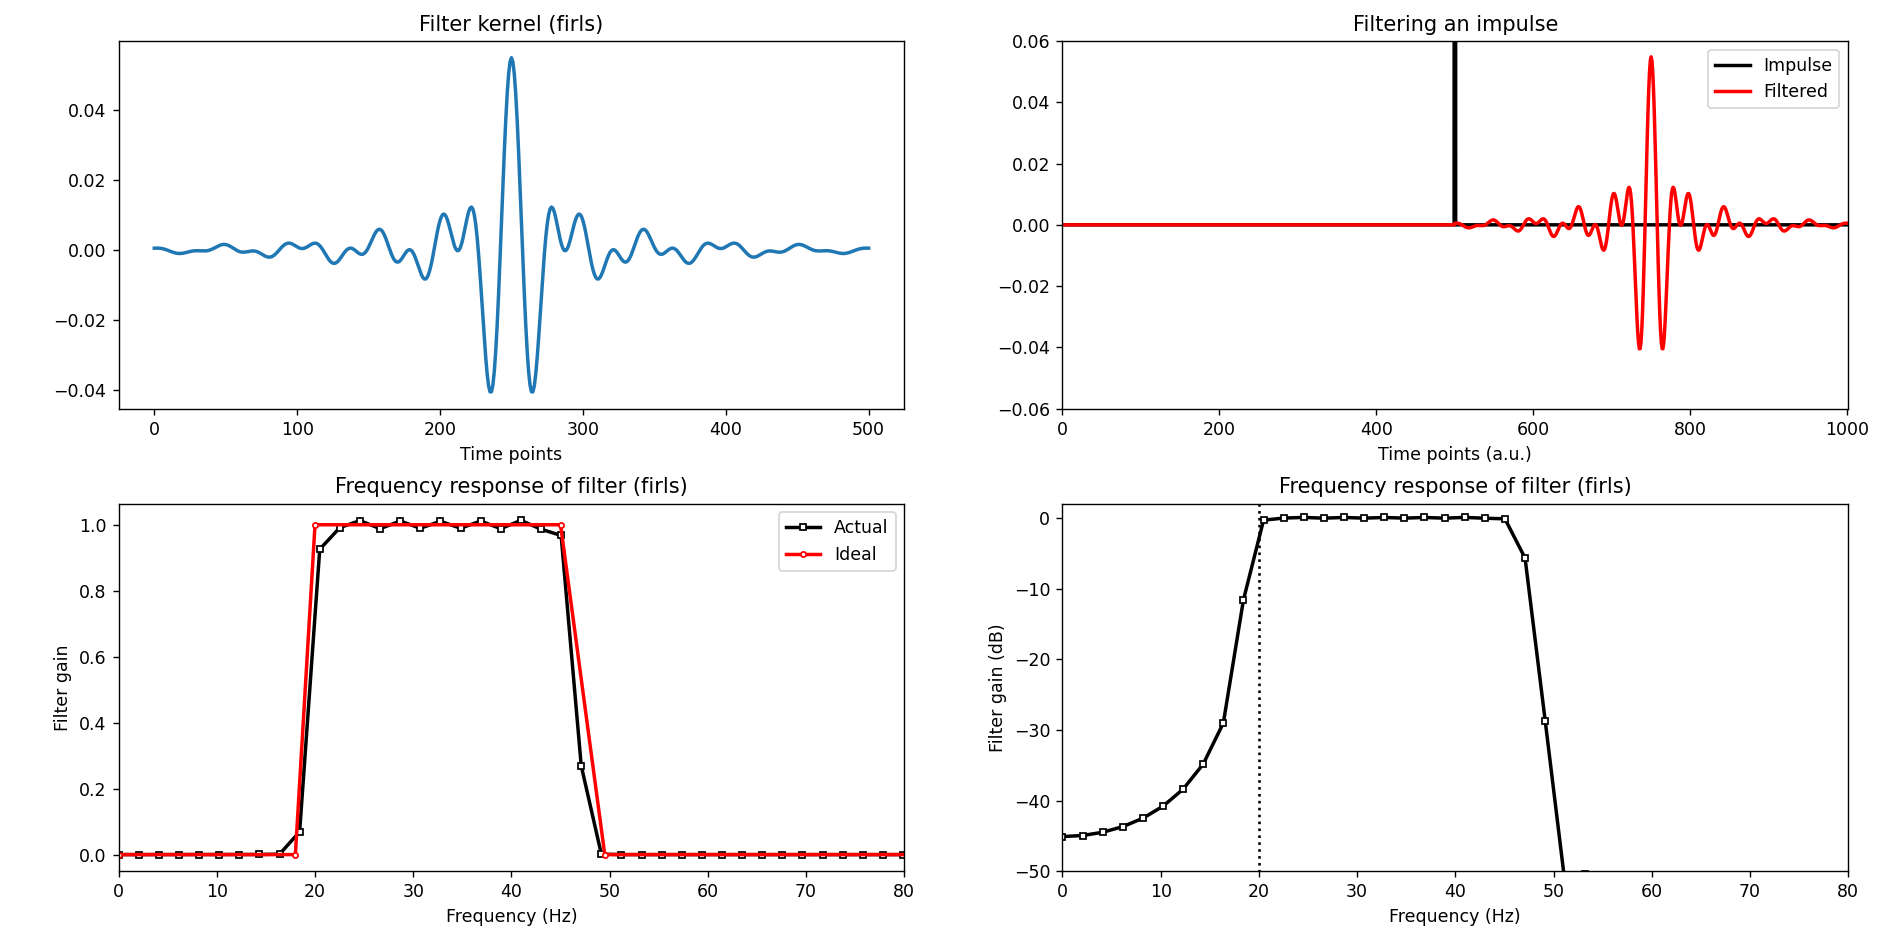 Filter kernel (firls)
0.04
0.02
0.00
−0.02
−0.04
0 100 200 300 400 500
Time points
Filtering an impulse
0.06
0.04
0.02
0.00
−0.02
−0.04
−0.06
Impulse
Filtered
0 200 400 600 800 1000
Time points (a.u.)
Frequency response of filter (firls)
Filter gain
1.0
0.8
0.6
0.4
0.2
0.0
Actual
Ideal
0 10 20 30 40 50 60 70 80
Frequency (Hz)
Frequency response of filter (firls)
Filter gain (dB)
0
−10
−20
−30
−40
−50
0 10 20 30 40 50 60 70 80
Frequency (Hz)